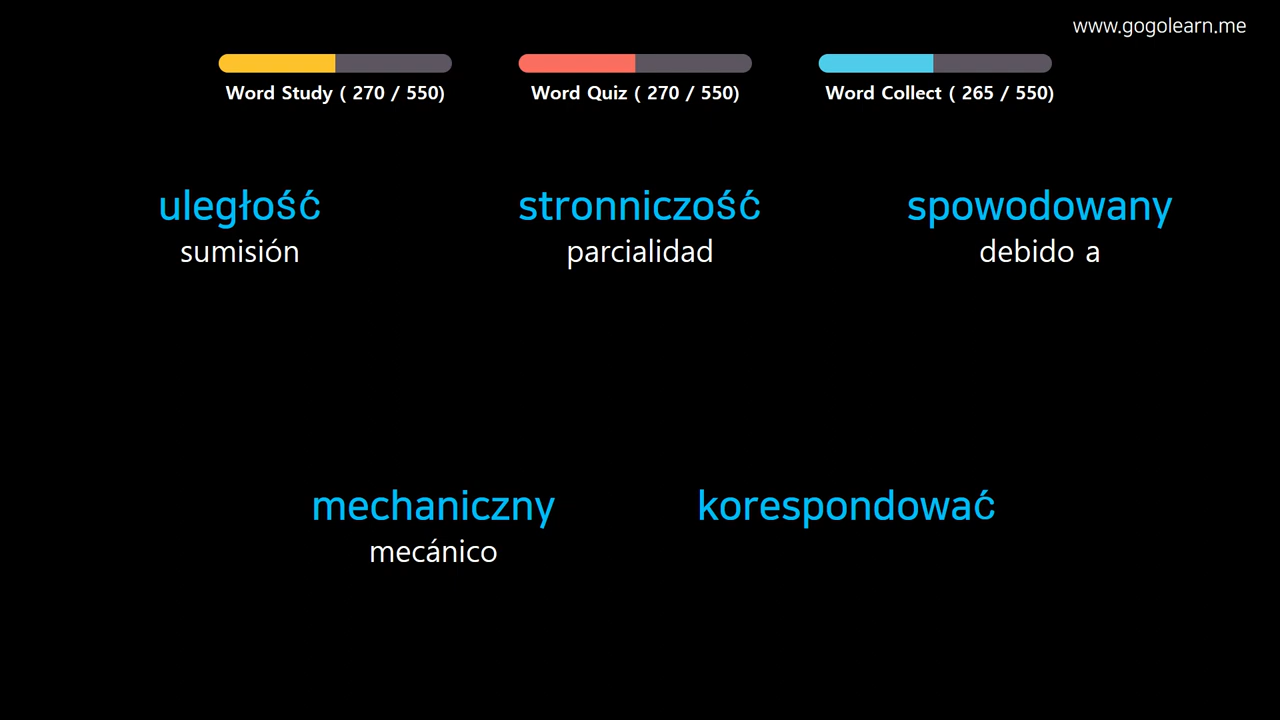 www.gogolearn.me
Word Study ( 270 / 550)
Word Quiz ( 270 / 550)
Word Collect ( 265 / 550)
uległość
sumisión
stronniczość
parcialidad
spowodowany
debido a
mechaniczny
mecánico
korespondować